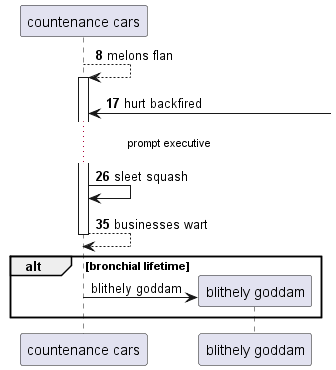 countenance cars
8 melons flan
17 hurt backfired
prompt executive
26 sleet squash
35 businesses wart
alt [bronchial lifetime]
blithely goddam
blithely goddam
countenance cars
blithely goddam